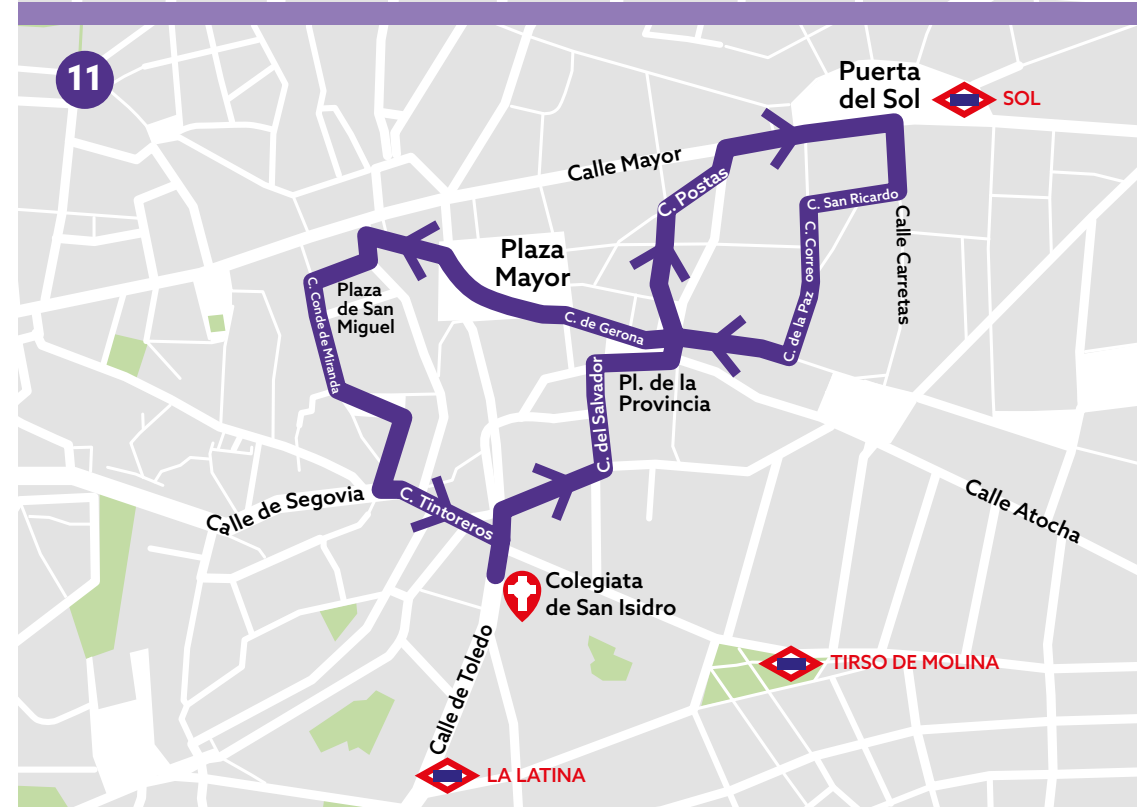 11
Puerta
del Sol
SOL
Calle Mayor
C. Postas
C. San Ricardo
C. Correo
Calle Carretas
C. de la Paz
Plaza
Mayor
Plaza
de San
Miguel
C. Conde de Miranda
C. de Gerona
Pl. de la
Provincia
C. del Salvador
Calle de Segovia
C. Tintoreros
Calle Atocha
Colegiata
de San Isidro
Calle de Toledo
TIRSO DE MOLINA
LA LATINA